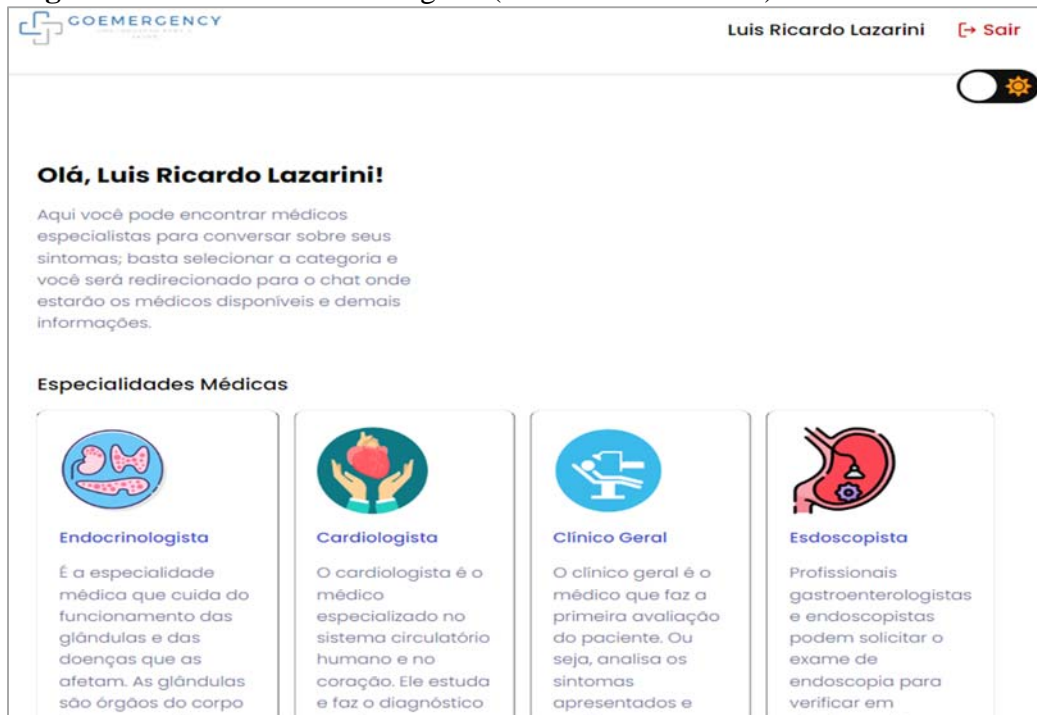 GOEMERGENCY
Luis Ricardo Lazarini
Sair
Olá, Luis Ricardo Lazarini!
Aqui você pode encontrar médicos
especialistas para conversar sobre seus
sintomas; basta selecionar a categoria e
você será redirecionado para o chat onde
estarão os médicos disponíveis e demais
informações.
Especialidades Médicas
Endocrinologista
É a especialidade
médica que cuida do
funcionamento das
glândulas e das
doenças que as
afetam. As glândulas
são órgãos do corpo
Cardiologista
O cardiologista é o
médico
especializado no
sistema circulatório
humano e no
coração. Ele estuda
e faz o diagnóstico
Clínico Geral
O clínico geral é o
médico que faz a
primeira avaliação
do paciente. Ou
seja, analisa os
sintomas
apresentados e
Esdoscopista
Profissionais
gastroenterologistas
e endoscopistas
podem solicitar o
exame de
endoscopia para
verificar em